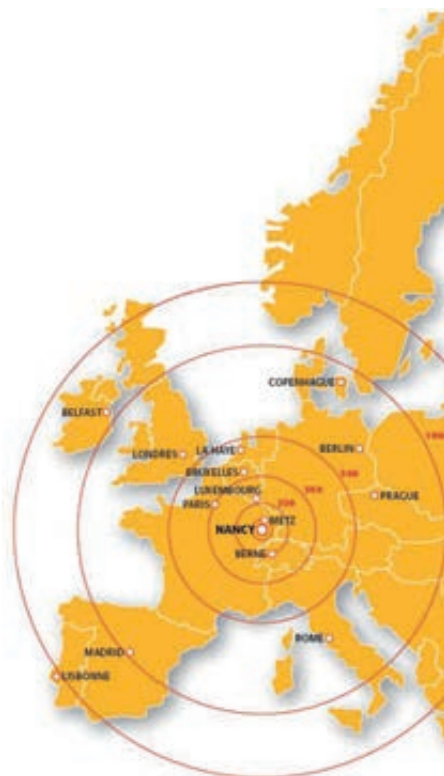 COPENHAGUE
BELFAST
LONDRES
LA HAYE
BERLIN
BRUXELLES
LUXEMBOURG
PRAGUE
PARIS
METZ
NANCY
BERNE
ROME
MADRID
LISBONNE